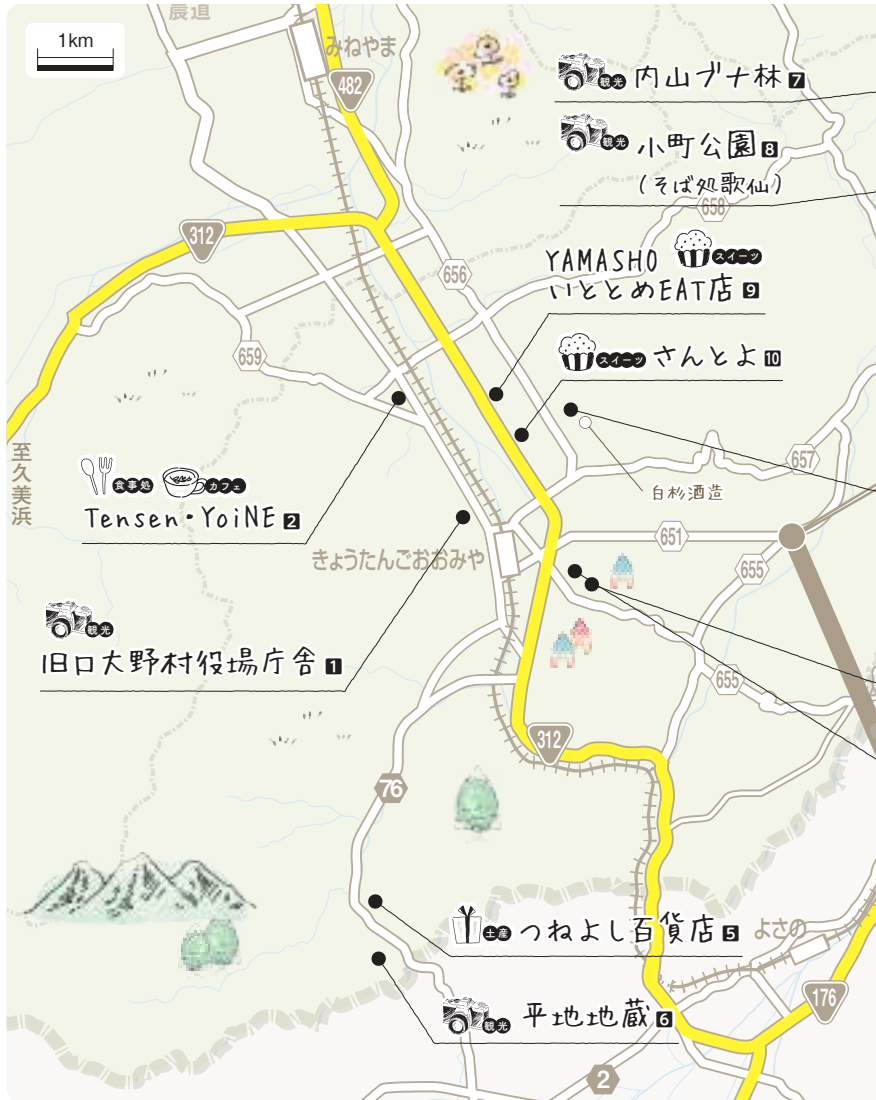 農道
1km
みねやま
482
観光 内山ブナ林 7
観光 小町公園 8
(そば処歌仙)
658
312
656
YAMASHO スイーツ
いととめEAT店 9
659
スイーツ さんとよ 10
至久美浜
657
食事処 カフェ
Tensen・YoiNE 2
白杉酒造
651
きょうたんごおおみや
655
観光
旧口大野村役場庁舎 1
655
312
76
土産 つねよし百貨店 5
よさの
176
観光 平地地蔵 6
2